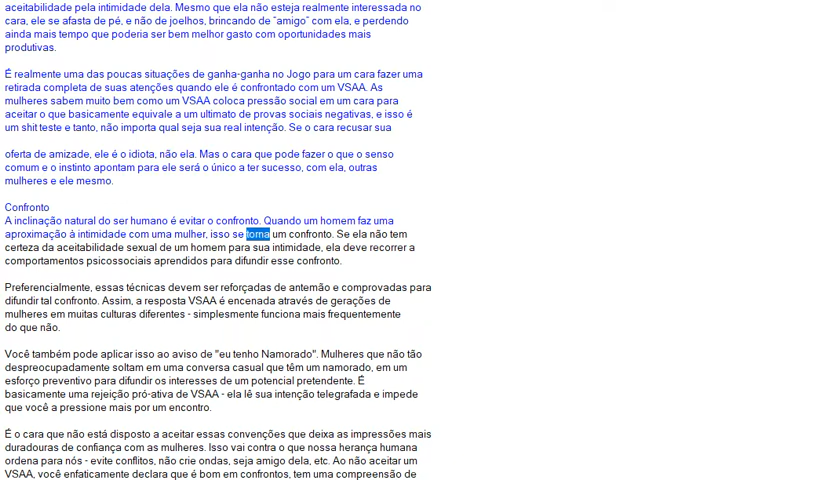 aceitabilidade pela intimidade dela. Mesmo que ela não esteja realmente interessada no
cara, ele se afasta de pé, e não de joelhos, brincando de "amigo" com ela, e perdendo
ainda mais tempo que poderia ser bem melhor gasto com oportunidades mais
produtivas.
É realmente uma das poucas situações de ganha-ganha no Jogo para um cara fazer uma
retirada completa de suas atenções quando ele é confrontado com um VSAA. As
mulheres sabem muito bem como um VSAA coloca pressão social em um cara para
aceitar o que basicamente equivale a um ultimato de provas sociais negativas, e isso é
um shit teste e tanto, não importa qual seja sua real intenção. Se o cara recusar sua
oferta de amizade, ele é o idiota, não ela. Mas o cara que pode fazer o que o senso
comum e o instinto apontam para ele será o único a ter sucesso, com ela, outras
mulheres e ele mesmo.
Confronto
A inclinação natural do ser humano é evitar o confronto. Quando um homem faz uma
aproximação à intimidade com uma mulher, isso se torna um confronto. Se ela não tem
certeza da aceitabilidade sexual de um homem para sua intimidade, ela deve recorrer a
comportamentos psicossociais aprendidos para difundir esse confronto.
Preferencialmente, essas técnicas devem ser reforçadas de antemão e comprovadas para
difundir tal confronto. Assim, a resposta VSAA é encenada através de gerações de
mulheres em muitas culturas diferentes - simplesmente funciona mais frequentemente
do que não.
Você também pode aplicar isso ao aviso de "eu tenho Namorado". Mulheres que não tão
despreocupadamente soltam em uma conversa casual que têm um namorado, em um
esforço preventivo para difundir os interesses de um potencial pretendente. É
basicamente uma rejeição pró-ativa de VSAA - ela lê sua intenção telegrafada e impede
que você a pressione mais por um encontro.
É o cara que não está disposto a aceitar essas convenções que deixa as impressões mais
duradouras de confiança com as mulheres. Isso vai contra o que nossa herança humana
ordena para nós - evite conflitos, não crie ondas, seja amigo dela, etc. Ao não aceitar um
VSAA, você enfaticamente declara que é bom em confrontos, tem uma compreensão de